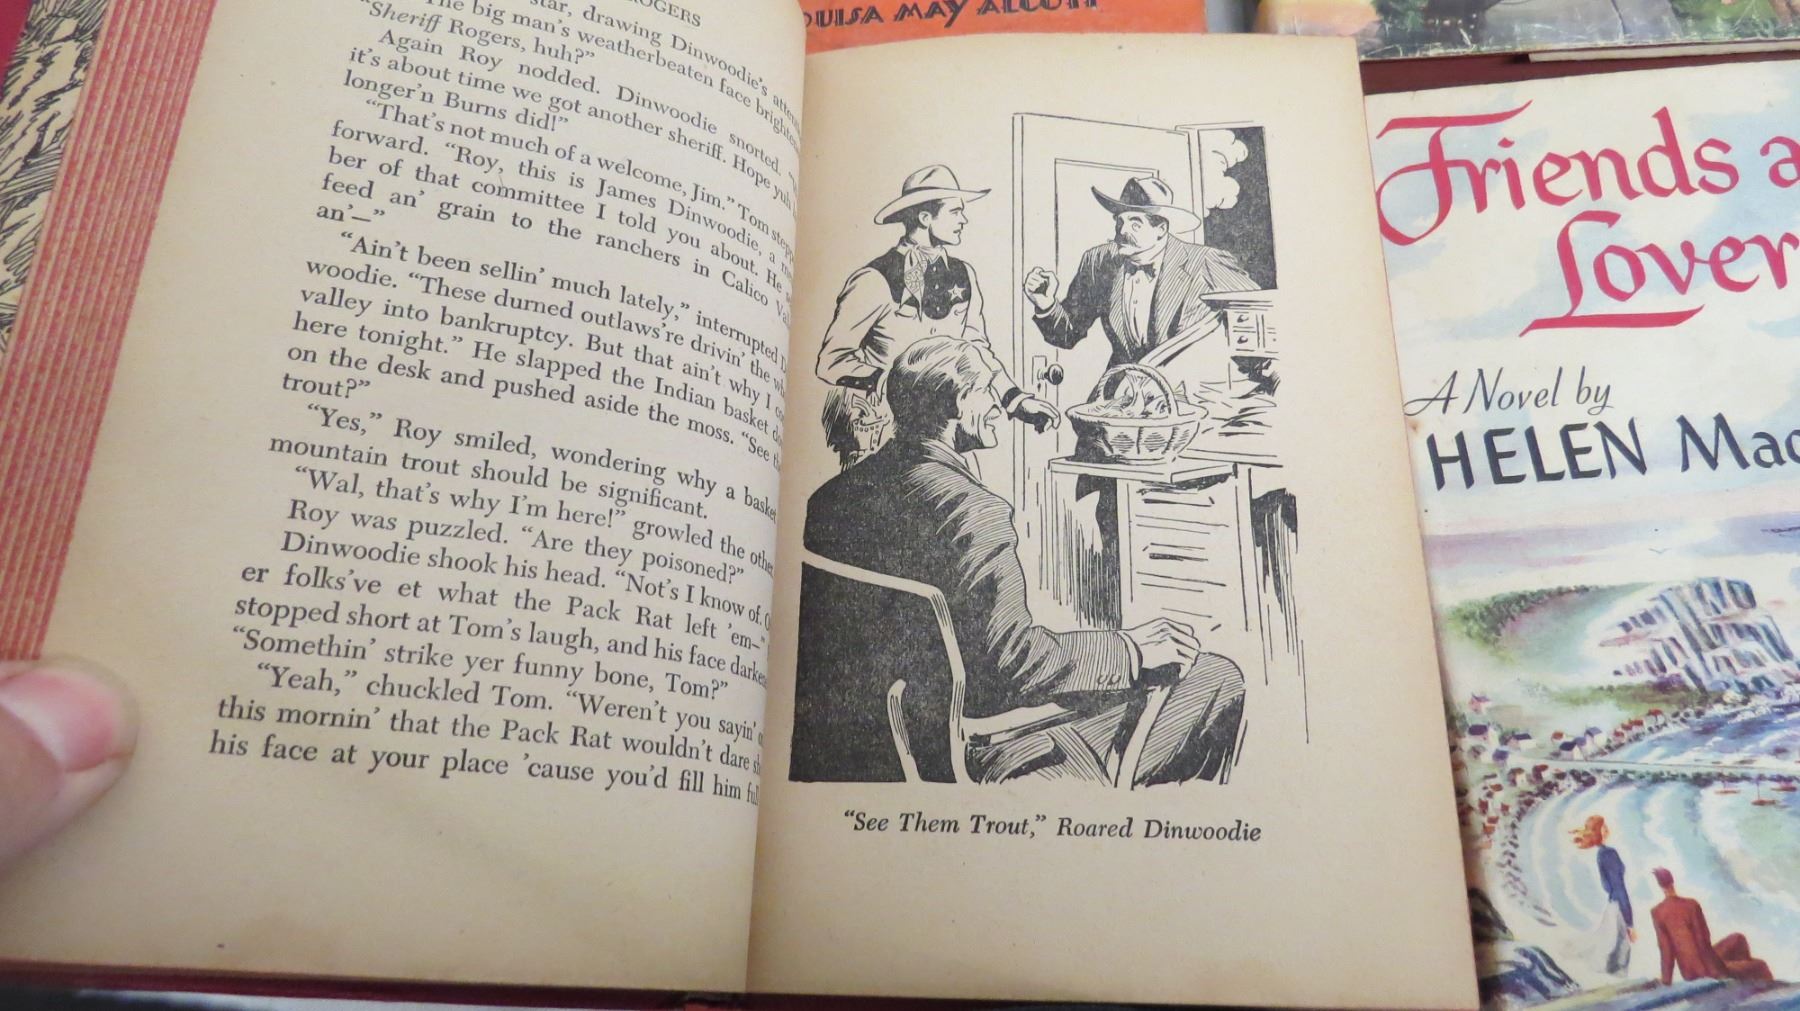 ROGERS
star, drawing Dinwoodie's
The big man's weatherbeaten face
"Sheriff Rogers, huh?"
Again Roy nodded. Dinwoodie snorted.
it's about time we got another sheriff. Hope yuh
longer'n Burns did!"
"That's not much of a welcome, Jim." Tom
forward. "Roy, this is James Dinwoodie, a
ber of that committee I told you about. He
feed an' grain to the ranchers in Calico
an'—"
"Ain't been sellin' much lately," interrupted
woodie. "These durned outlaws're drivin' the
valley into bankruptcy. But that ain't why I
here tonight." He slapped the Indian basket
on the desk and pushed aside the moss. "See
trout?"
"Yes," Roy smiled, wondering why a basket
mountain trout should be significant.
"Wal, that's why I'm here!" growled the other.
Roy was puzzled. "Are they poisoned?"
Dinwoodie shook his head. "Not's I know of.
er folks've et what the Pack Rat left 'em—"
stopped short at Tom's laugh, and his face
"Somethin' strike yer funny bone, Tom?"
"Yeah," chuckled Tom. "Weren't you sayin'
this mornin' that the Pack Rat wouldn't dare
his face at your place 'cause you'd fill him
"See Them Trout," Roared Dinwoodie
LOUISA MAY ALCOTT
Friends
Lover
A Novel by
HELEN